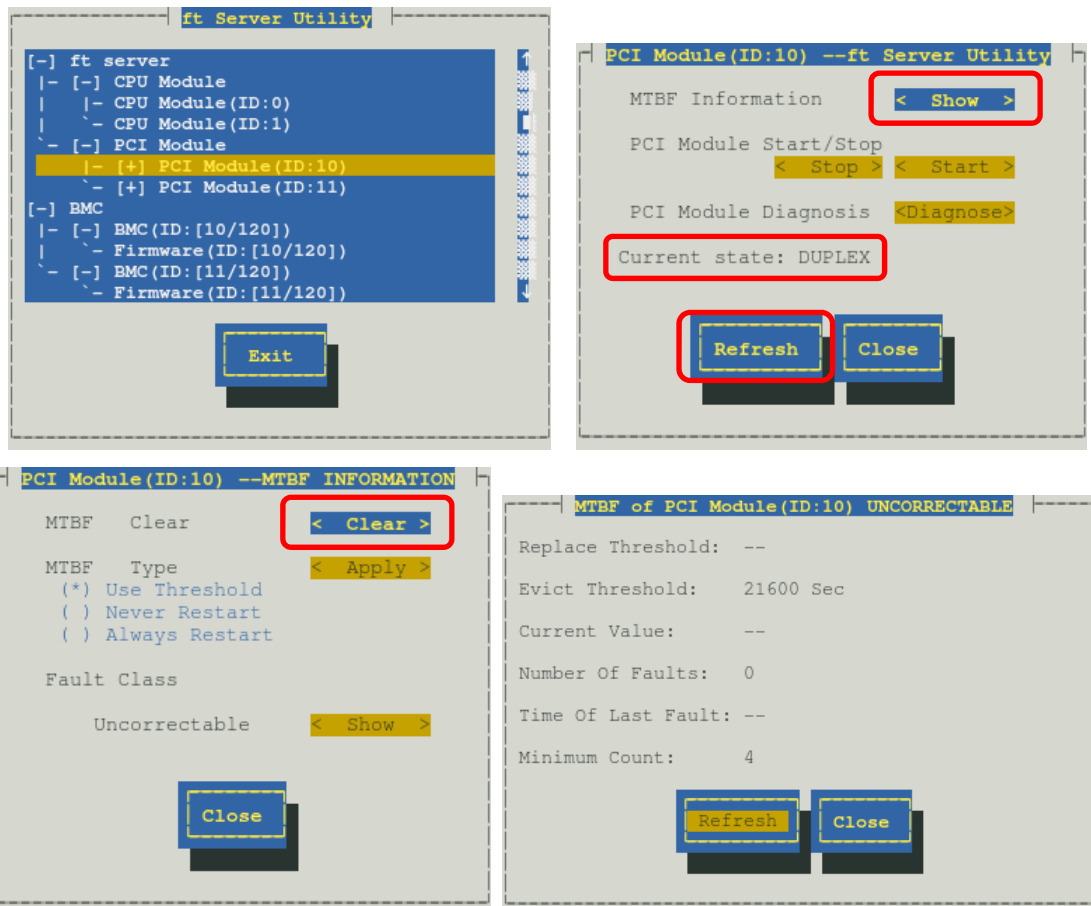 ft Server Utility
[-] ft server
|- [-] CPU Module
| |- CPU Module(ID:0)
| `- CPU Module(ID:1)
`- [-] PCI Module
|- [+] PCI Module(ID:10)
`- [+] PCI Module(ID:11)
[-] BMC
|- [-] BMC(ID:[10/120])
| `- Firmware(ID:[10/120])
`- [-] BMC(ID:[11/120])
`- Firmware(ID:[11/120])
Exit
PCI Module(ID:10) --ft Server Utility
MTBF Information < Show >
PCI Module Start/Stop
< Stop > < Start >
PCI Module Diagnosis <Diagnose>
Current state: DUPLEX
Refresh Close
PCI Module(ID:10) --MTBF INFORMATION
MTBF Clear < Clear >
MTBF Type < Apply >
(*) Use Threshold
( ) Never Restart
( ) Always Restart
Fault Class
Uncorrectable < Show >
Close
MTBF of PCI Module(ID:10) UNCORRECTABLE
Replace Threshold: --
Evict Threshold: 21600 Sec
Current Value: --
Number Of Faults: 0
Time Of Last Fault: --
Minimum Count: 4
Refresh Close